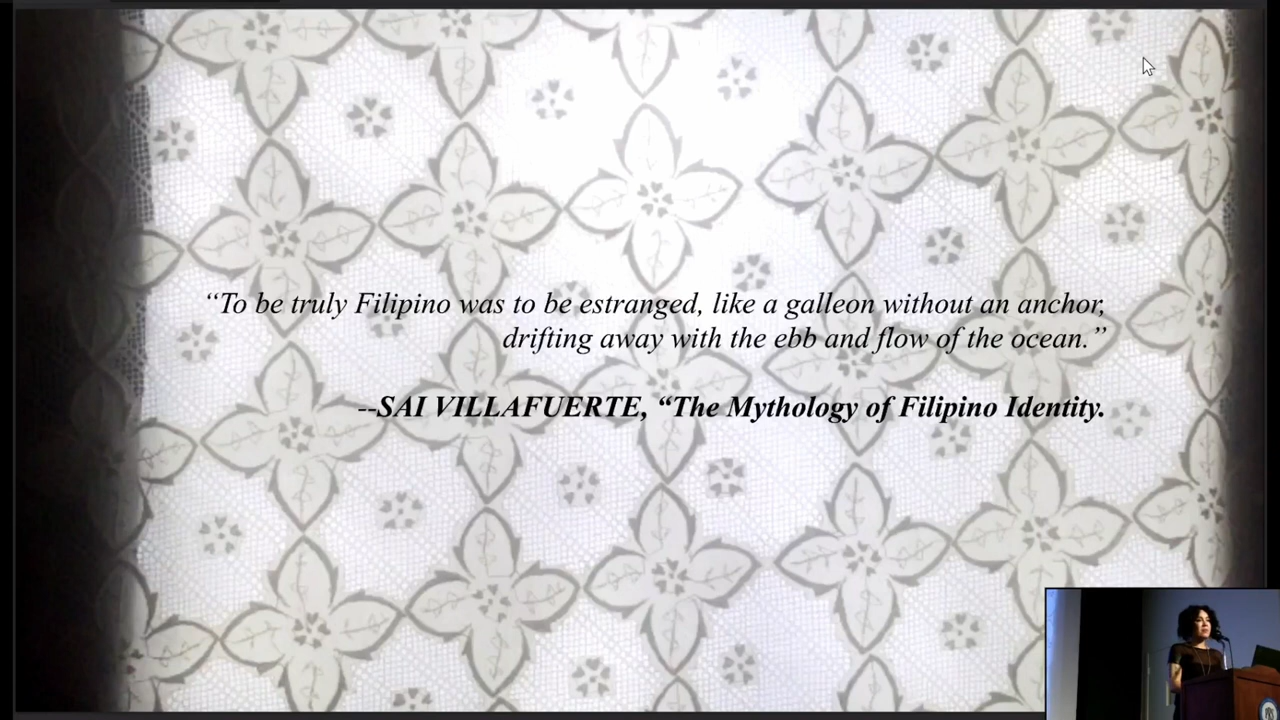 “To be truly Filipino was to be estranged, like a galleon without an anchor,
drifting away with the ebb and flow of the ocean.”
--SAI VILLAFUERTE, “The Mythology of Filipino Identity.